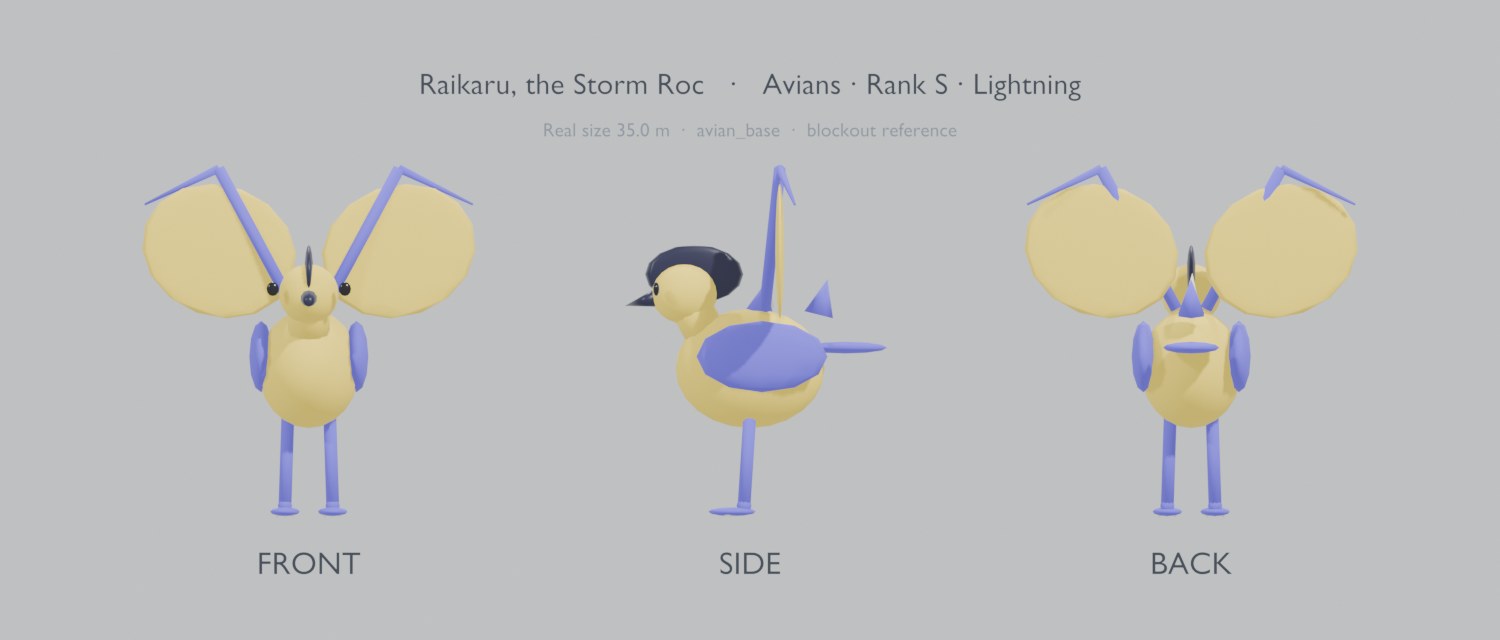 Raikaru, the Storm Roc · Avians · Rank S · Lightning
Real size 35.0 m · avian_base · blockout reference
FRONT
SIDE
BACK